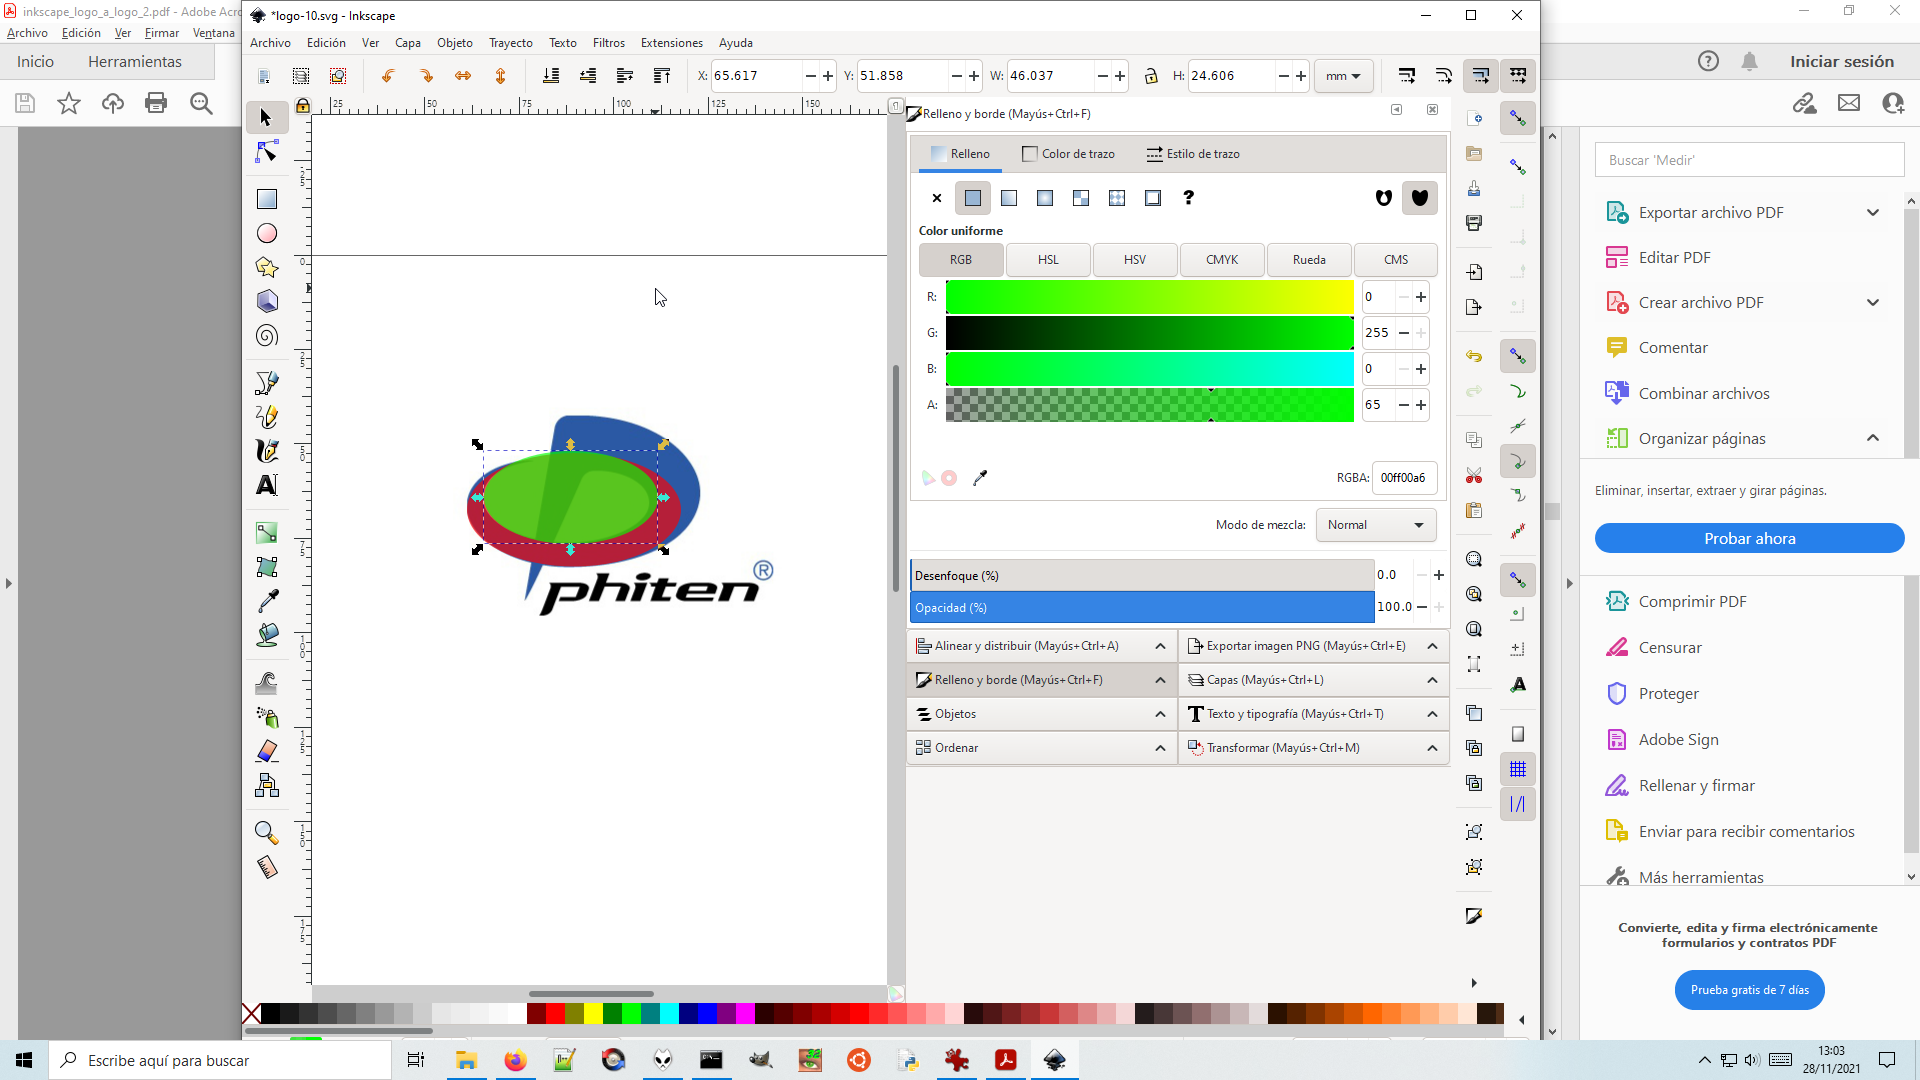 inkscape_logo_a_logo_2.pdf - Adobe Acro
Archivo Edición Ver Firmar Ventana
Inicio Herramientas
*logo-10.svg - Inkscape
Archivo Edición Ver Capa Objeto Trayecto Texto Filtros Extensiones Ayuda
X: 65.617 Y: 51.858 W: 46.037 H: 24.606 mm
25 50 75 100 125 150
Relleno y borde (Mayús+Ctrl+F)
Relleno Color de trazo Estilo de trazo
Color uniforme
RGB HSL HSV CMYK Rueda CMS
R: 0
G: 255
B: 0
A: 65
RGBA: 00ff00a6
Modo de mezcla: Normal
Desenfoque (%) 0.0
Opacidad (%) 100.0
Alinear y distribuir (Mayús+Ctrl+A) Exportar imagen PNG (Mayús+Ctrl+E)
Relleno y borde (Mayús+Ctrl+F) Capas (Mayús+Ctrl+L)
Objetos Texto y tipografía (Mayús+Ctrl+T)
Ordenar Transformar (Mayús+Ctrl+M)
phiten ®
Iniciar sesión
Buscar 'Medir'
Exportar archivo PDF
Editar PDF
Crear archivo PDF
Comentar
Combinar archivos
Organizar páginas
Eliminar, insertar, extraer y girar páginas.
Probar ahora
Comprimir PDF
Censurar
Proteger
Adobe Sign
Rellenar y firmar
Enviar para recibir comentarios
Más herramientas
Convierte, edita y firma electrónicamente
formularios y contratos PDF
Prueba gratis de 7 días
Escribe aquí para buscar
13:03
28/11/2021